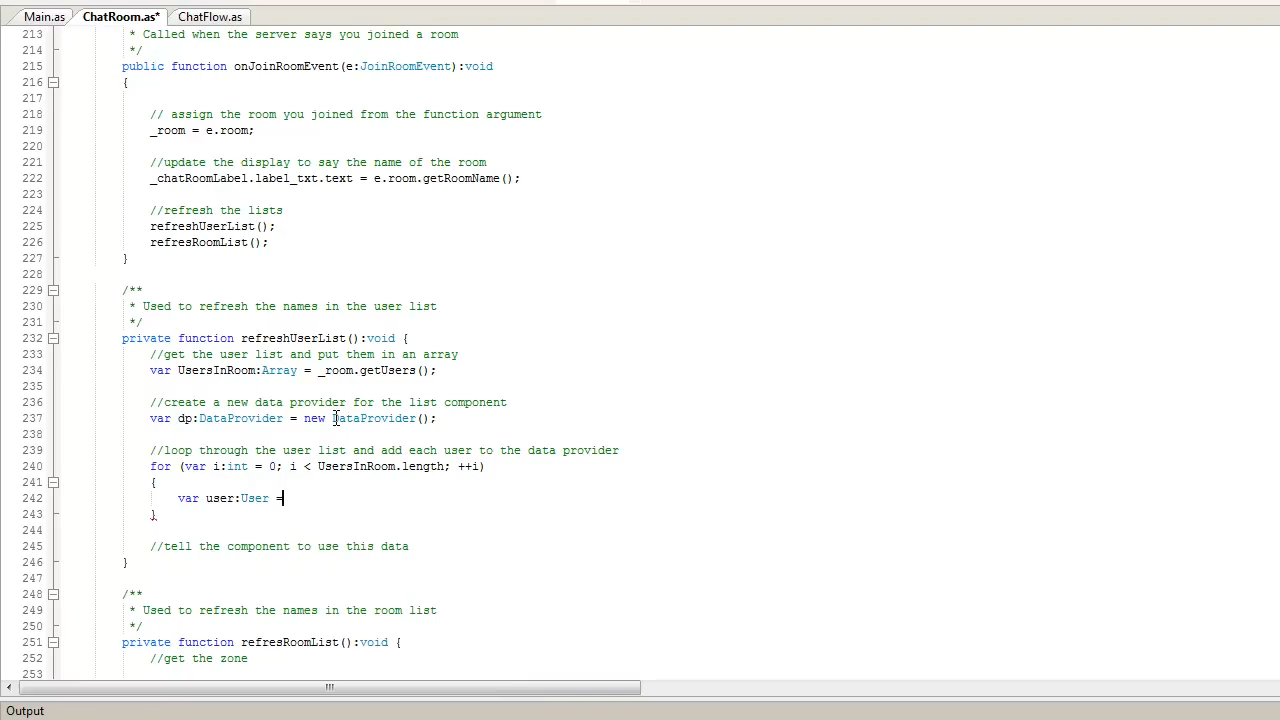 Main.as ChatRoom.as* ChatFlow.as
213 * Called when the server says you joined a room
214 */
215 public function onJoinRoomEvent(e:JoinRoomEvent):void
216 {
217
218 // assign the room you joined from the function argument
219 _room = e.room;
220
221 //update the display to say the name of the room
222 _chatRoomLabel.label_txt.text = e.room.getRoomName();
223
224 //refresh the lists
225 refreshUserList();
226 refresRoomList();
227 }
228
229 /**
230 * Used to refresh the names in the user list
231 */
232 private function refreshUserList():void {
233 //get the user list and put them in an array
234 var UsersInRoom:Array = _room.getUsers();
235
236 //create a new data provider for the list component
237 var dp:DataProvider = new DataProvider();
238
239 //loop through the user list and add each user to the data provider
240 for (var i:int = 0; i < UsersInRoom.length; ++i)
241 {
242 var user:User =
243 }
244
245 //tell the component to use this data
246 }
247
248 /**
249 * Used to refresh the names in the room list
250 */
251 private function refresRoomList():void {
252 //get the zone
253
Output